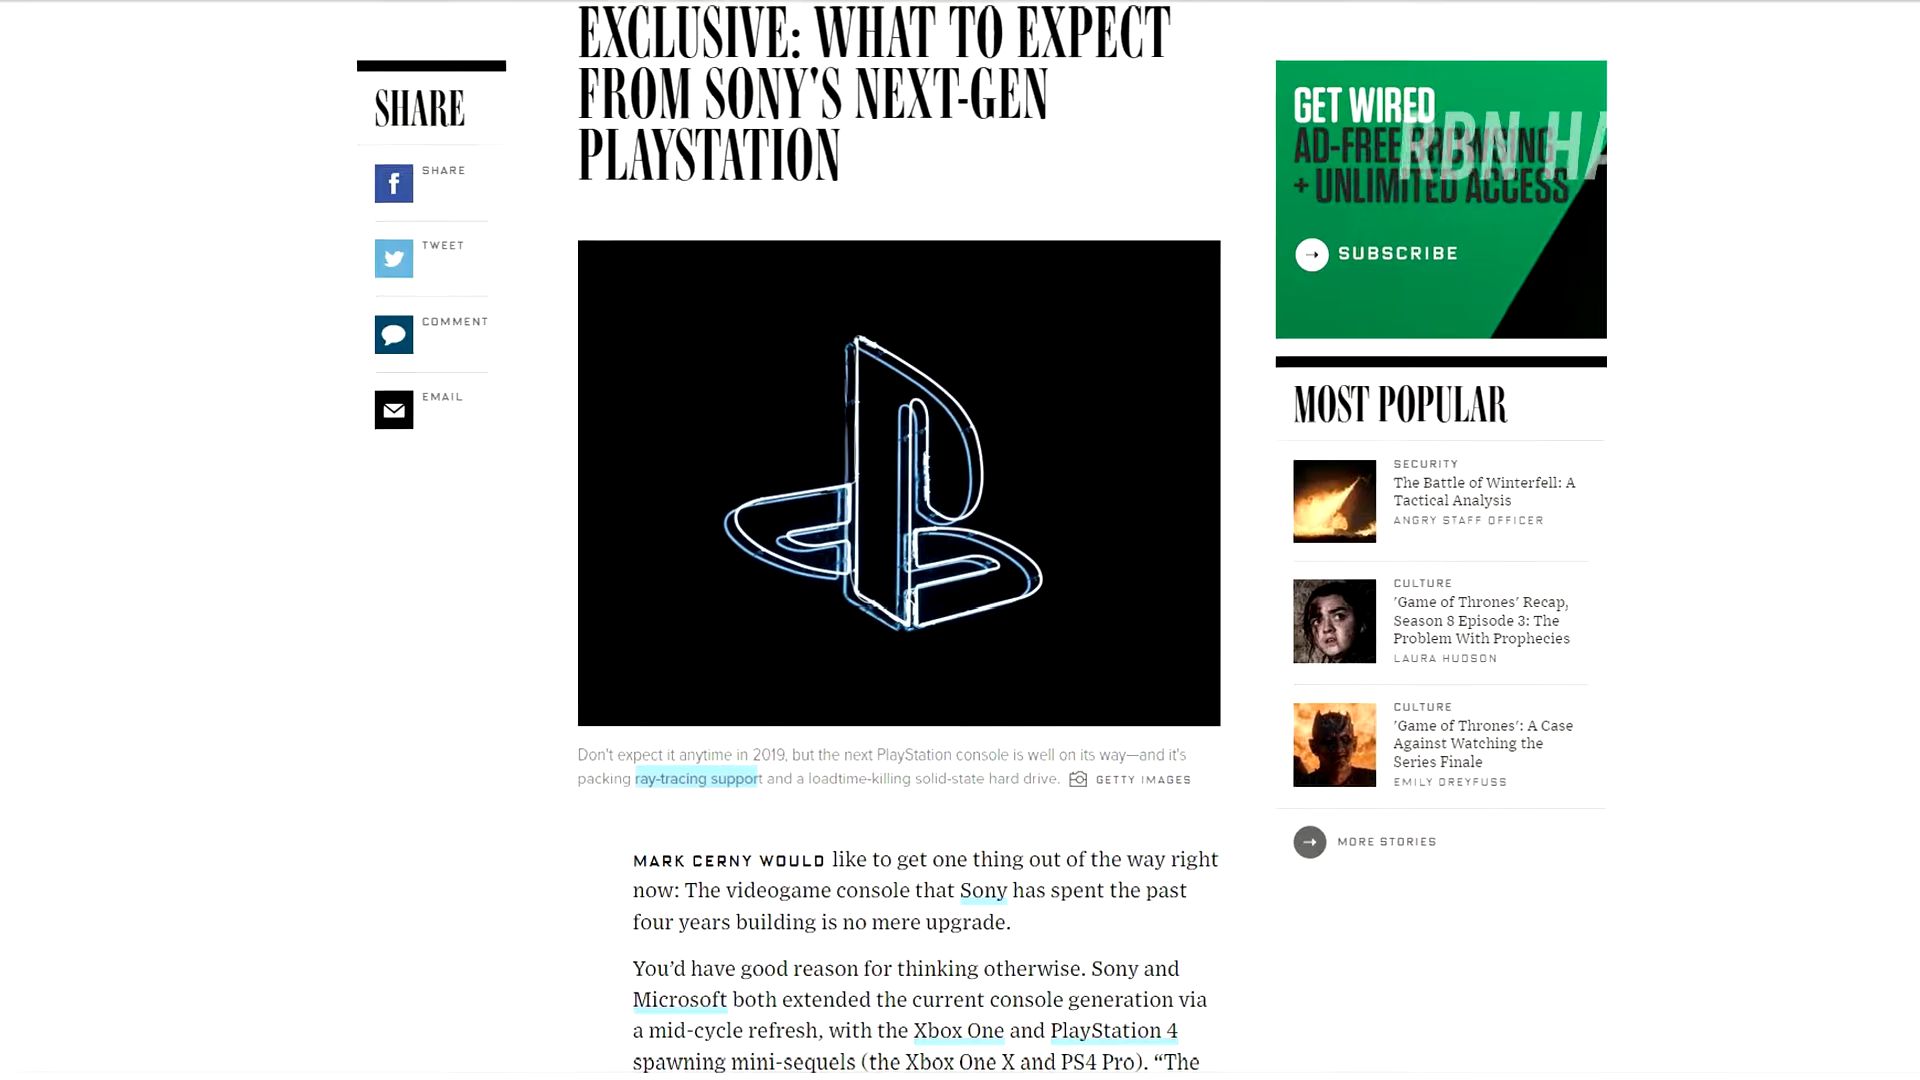 EXCLUSIVE: WHAT TO EXPECT
FROM SONY'S NEXT-GEN
PLAYSTATION
SHARE
SHARE
TWEET
COMMENT
EMAIL
Don't expect it anytime in 2019, but the next PlayStation console is well on its way—and it's
packing ray-tracing support and a loadtime-killing solid-state hard drive. GETTY IMAGES
MARK CERNY WOULD like to get one thing out of the way right
now: The videogame console that Sony has spent the past
four years building is no mere upgrade.
You’d have good reason for thinking otherwise. Sony and
Microsoft both extended the current console generation via
a mid-cycle refresh, with the Xbox One and PlayStation 4
spawning mini-sequels (the Xbox One X and PS4 Pro). “The
GET WIRED
AD-FREE BROWSING
+ UNLIMITED ACCESS
RBN HA
SUBSCRIBE
MOST POPULAR
SECURITY
The Battle of Winterfell: A
Tactical Analysis
ANGRY STAFF OFFICER
CULTURE
'Game of Thrones' Recap,
Season 8 Episode 3: The
Problem With Prophecies
LAURA HUDSON
CULTURE
'Game of Thrones': A Case
Against Watching the
Series Finale
EMILY DREYFUSS
MORE STORIES